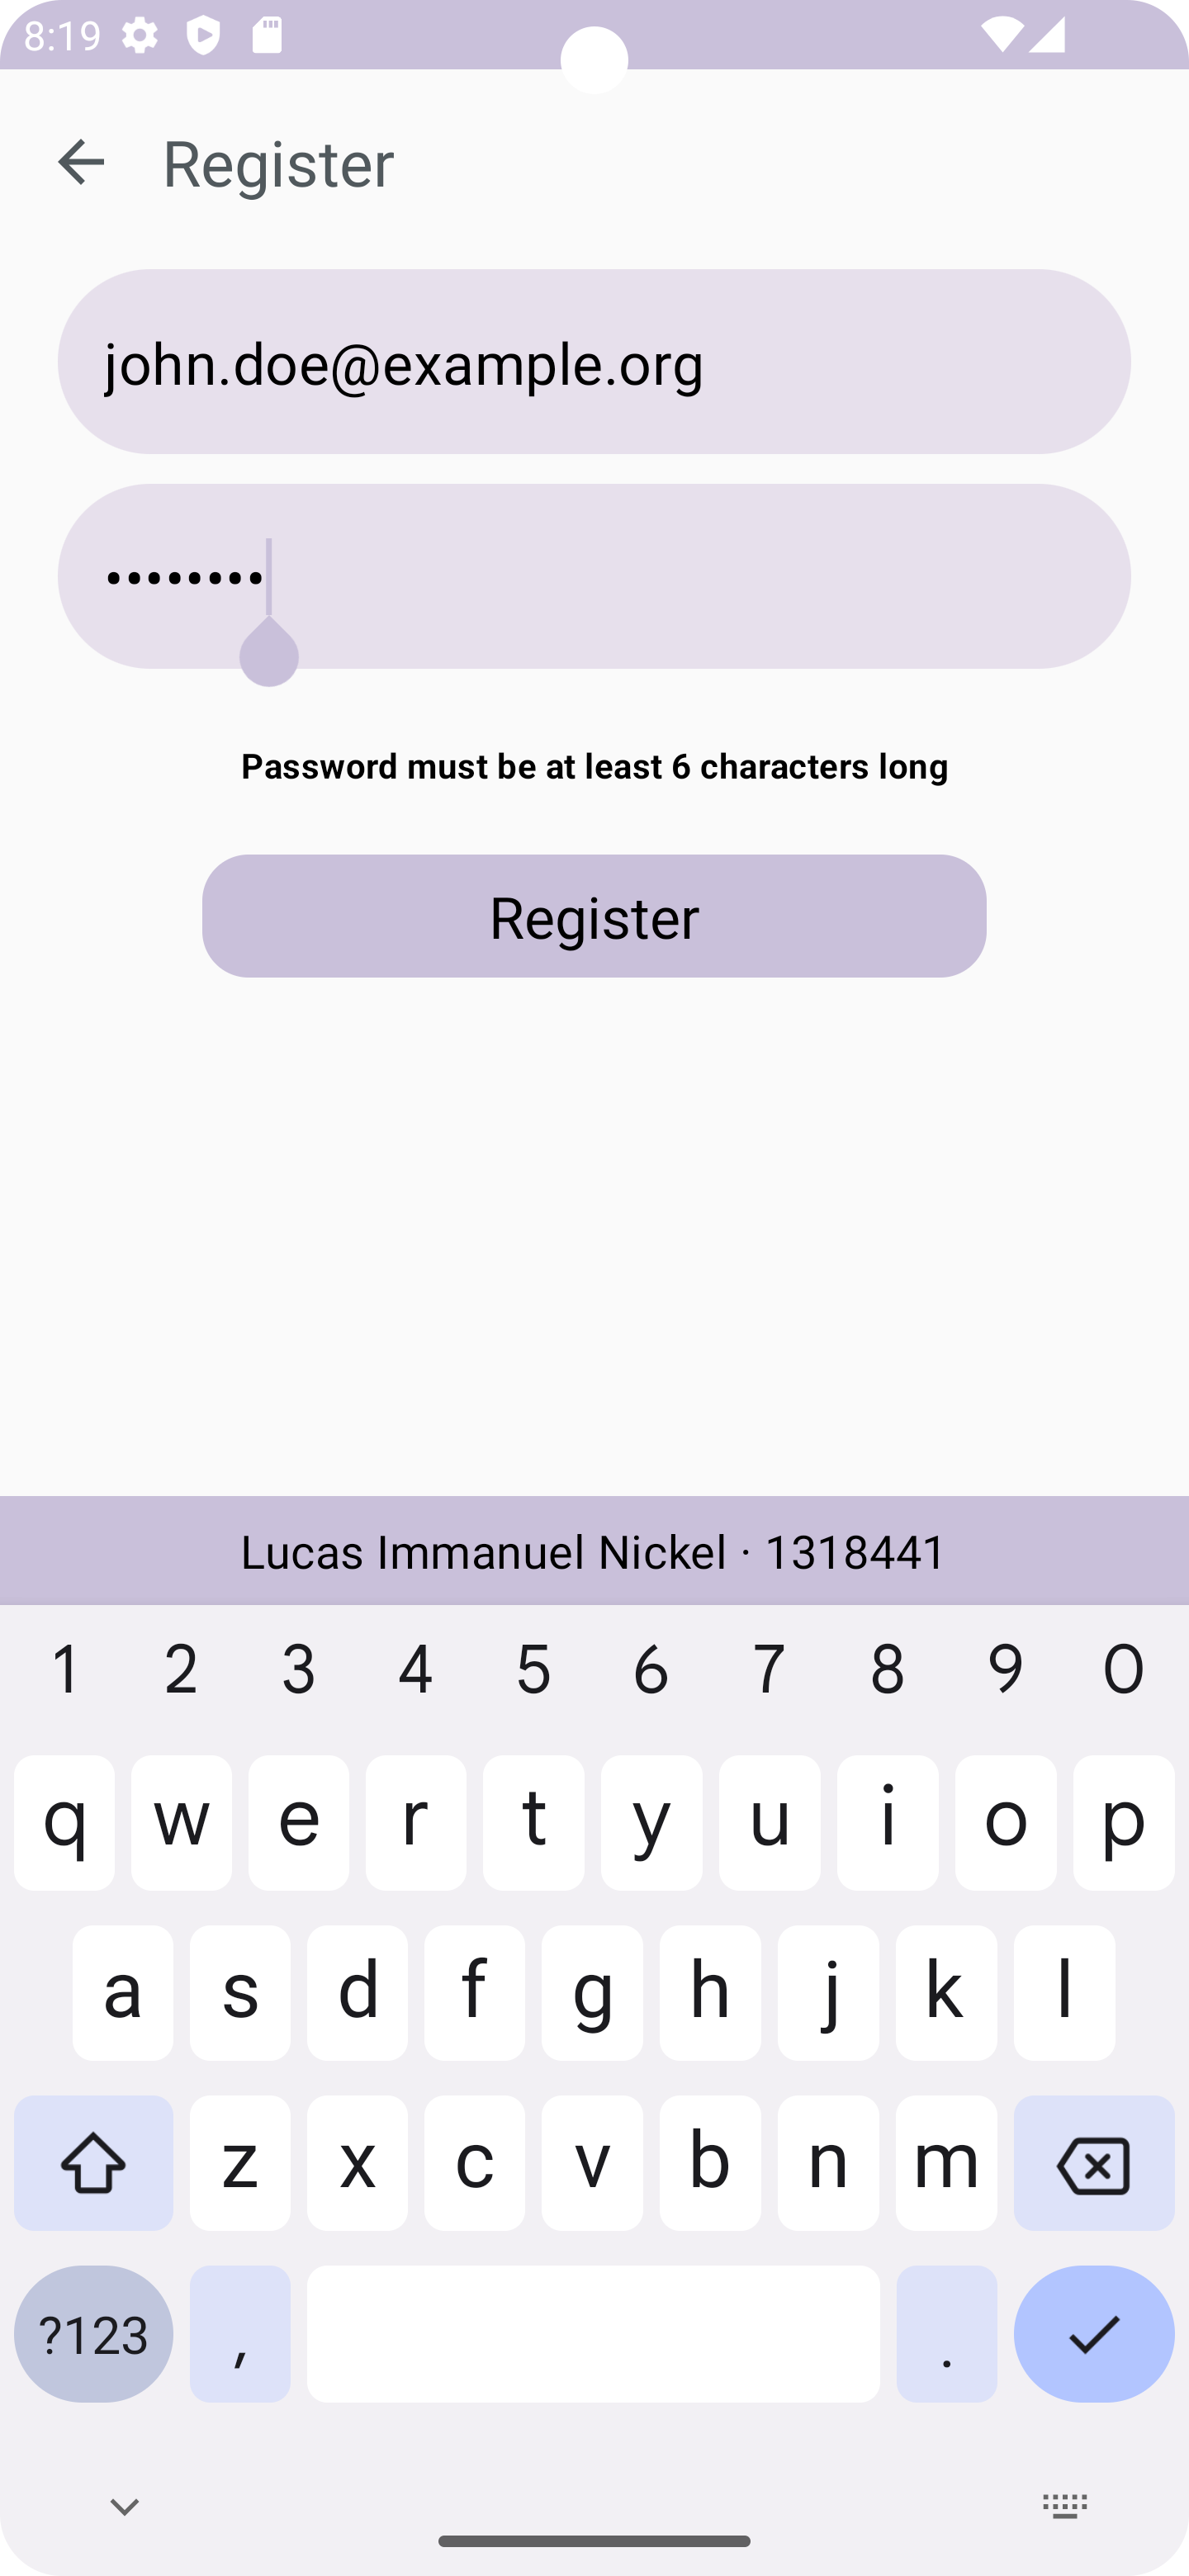 8:19
Register
john.doe@example.org
••••••••
Password must be at least 6 characters long
Register
Lucas Immanuel Nickel · 1318441
1 2 3 4 5 6 7 8 9 0
q w e r t y u i o p
a s d f g h j k l
z x c v b n m
?123 , .